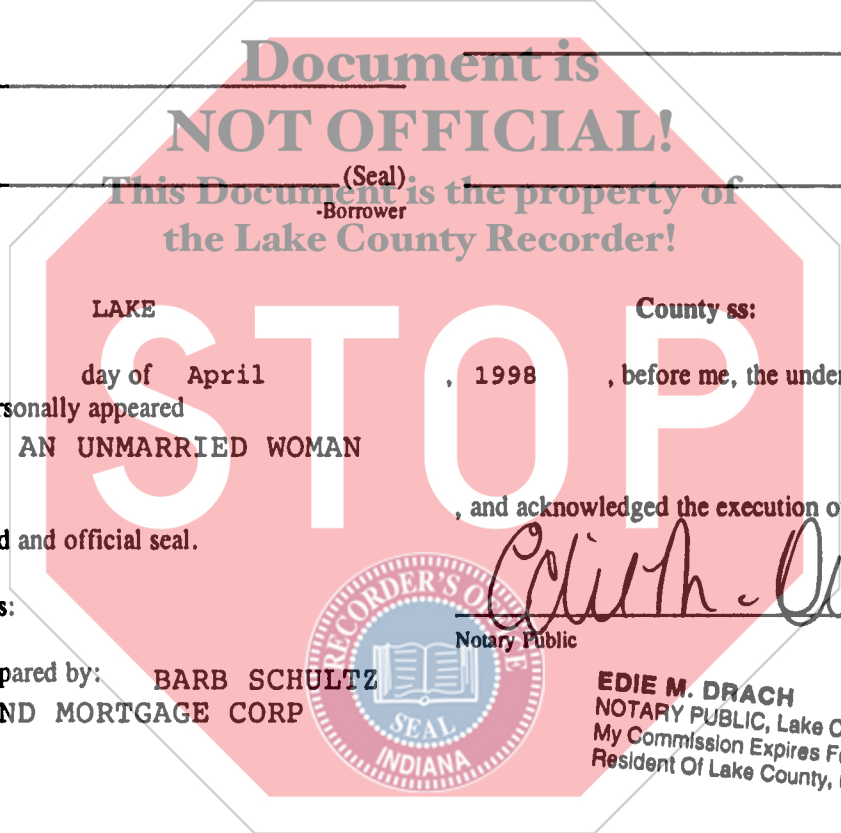 Document is
NOT OFFICIAL!
(Seal)
This Document is the property of
-Borrower
the Lake County Recorder!
LAKE County ss:
STOP
day of April , 1998 , before me, the under
rsonally appeared
AN UNMARRIED WOMAN
, and acknowledged the execution o
d and official seal.
Edie M. D
s:
Notary Public
pared by: BARB SCHULTZ
ND MORTGAGE CORP
RECORDER'S OFFICE
SEAL
INDIANA
EDIE M. DRACH
NOTARY PUBLIC, Lake C
My Commission Expires F
Resident Of Lake County,